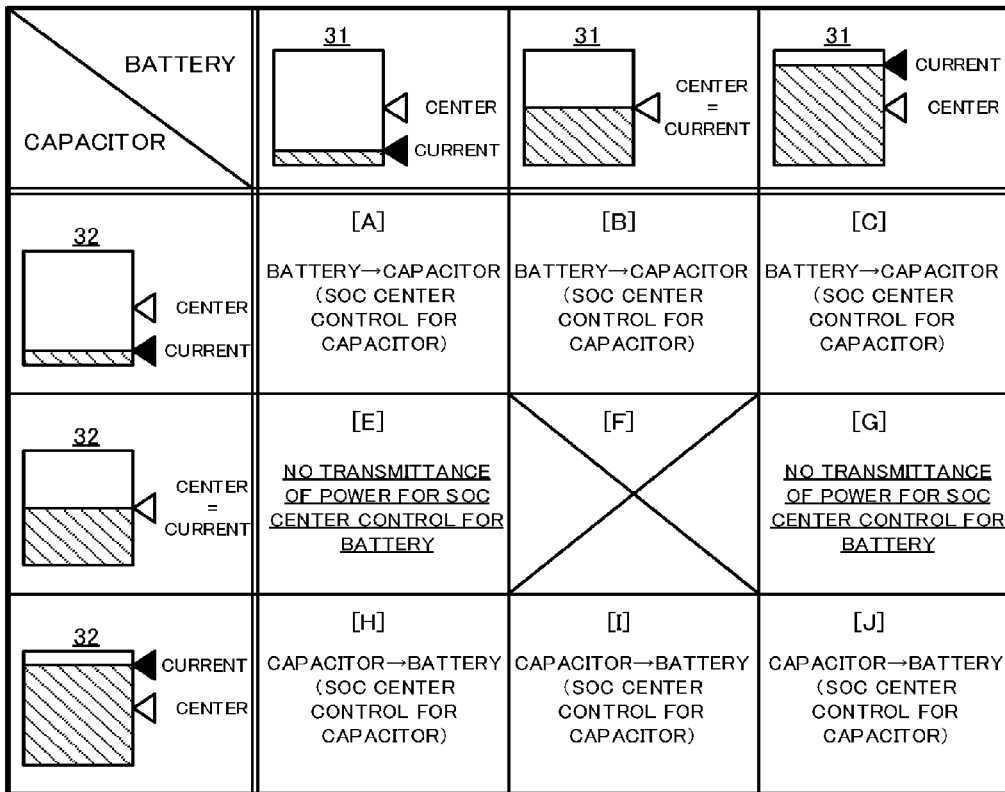 BATTERY
CAPACITOR
31
CENTER
CURRENT
31
CENTER
=
CURRENT
31
CURRENT
CENTER
32
CENTER
CURRENT
[A]
BATTERY→CAPACITOR
(SOC CENTER
CONTROL FOR
CAPACITOR)
[B]
BATTERY→CAPACITOR
(SOC CENTER
CONTROL FOR
CAPACITOR)
[C]
BATTERY→CAPACITOR
(SOC CENTER
CONTROL FOR
CAPACITOR)
32
CENTER
=
CURRENT
[E]
NO TRANSMITTANCE
OF POWER FOR SOC
CENTER CONTROL FOR
BATTERY
[F]
[G]
NO TRANSMITTANCE
OF POWER FOR SOC
CENTER CONTROL FOR
BATTERY
32
CURRENT
CENTER
[H]
CAPACITOR→BATTERY
(SOC CENTER
CONTROL FOR
CAPACITOR)
[I]
CAPACITOR→BATTERY
(SOC CENTER
CONTROL FOR
CAPACITOR)
[J]
CAPACITOR→BATTERY
(SOC CENTER
CONTROL FOR
CAPACITOR)